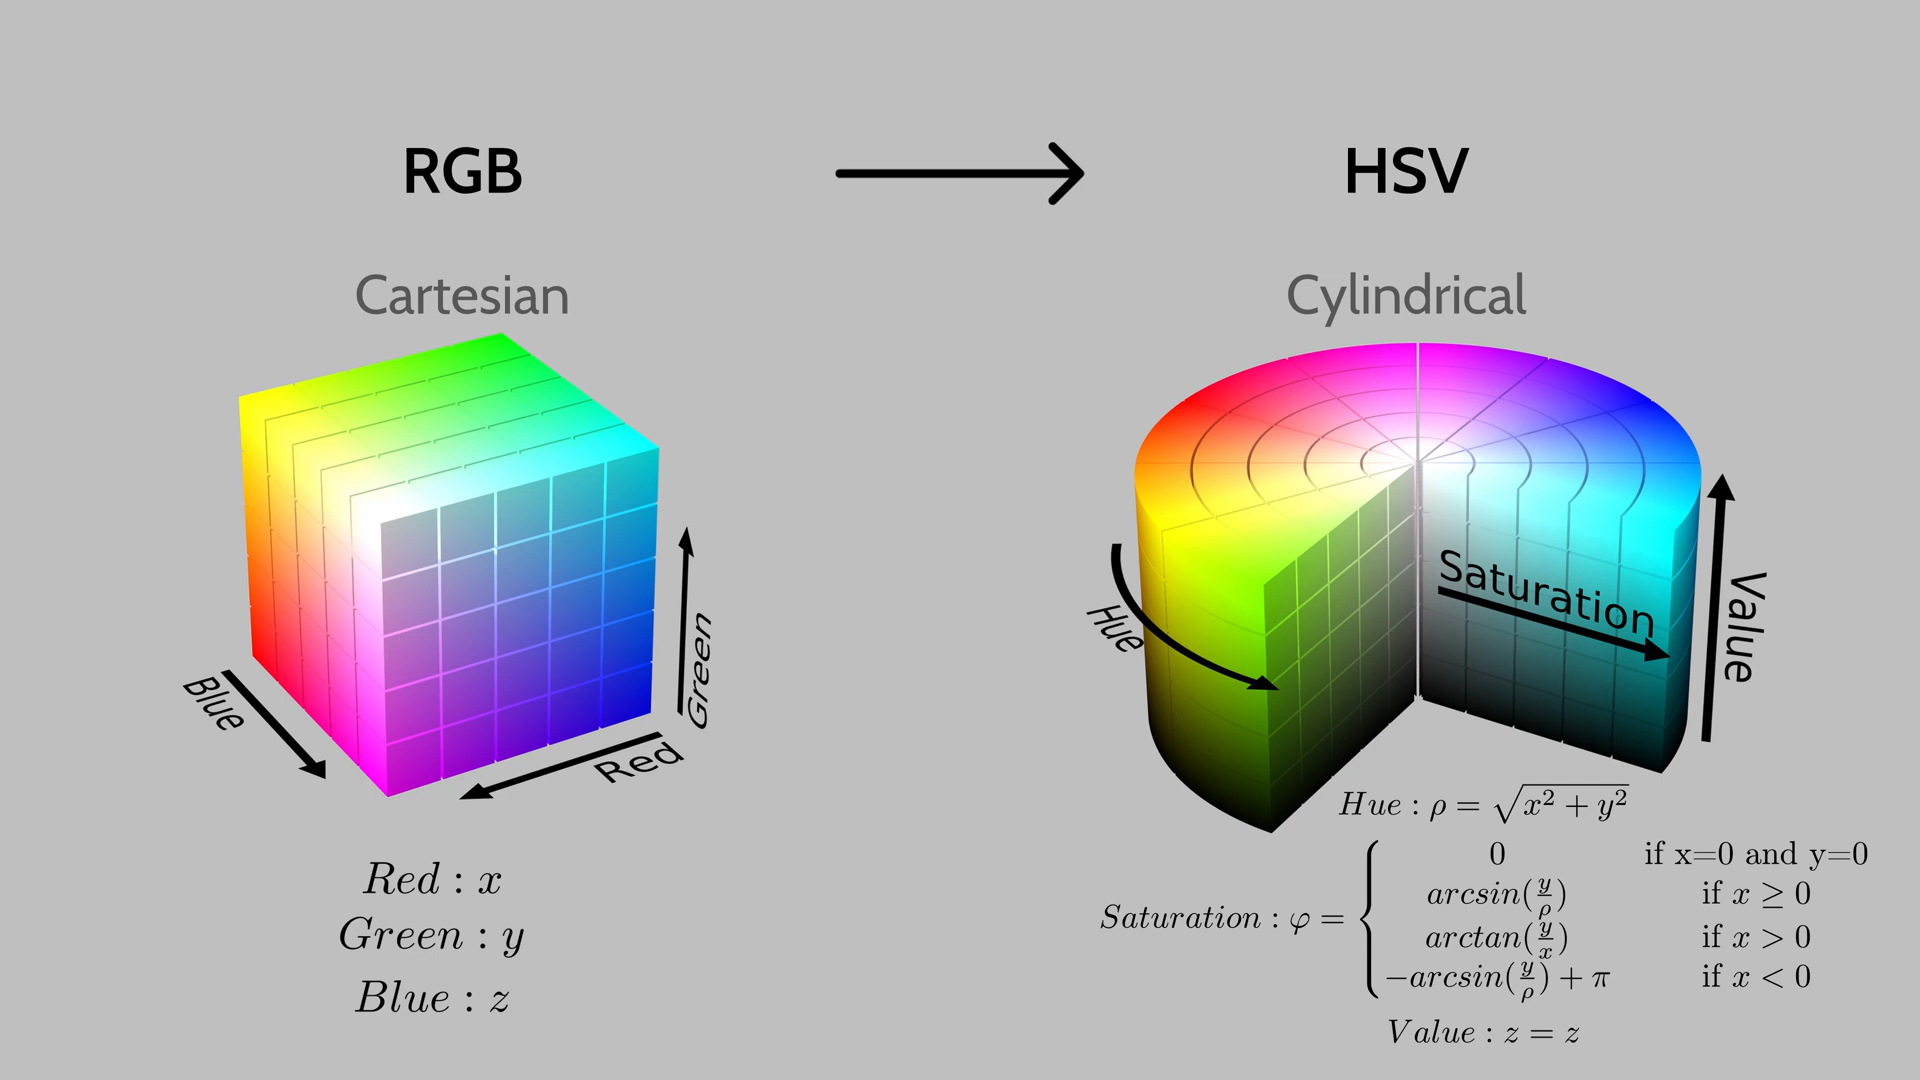 RGB
HSV
Cartesian
Cylindrical
Blue
Red
Green
Hue
Saturation
Value
Red : x
Green : y
Blue : z
Hue : ρ = √(x² + y²)
Saturation : φ = {
0 if x=0 and y=0
arcsin(y/ρ) if x ≥ 0
arctan(y/x) if x > 0
−arcsin(y/ρ) + π if x < 0
Value : z = z